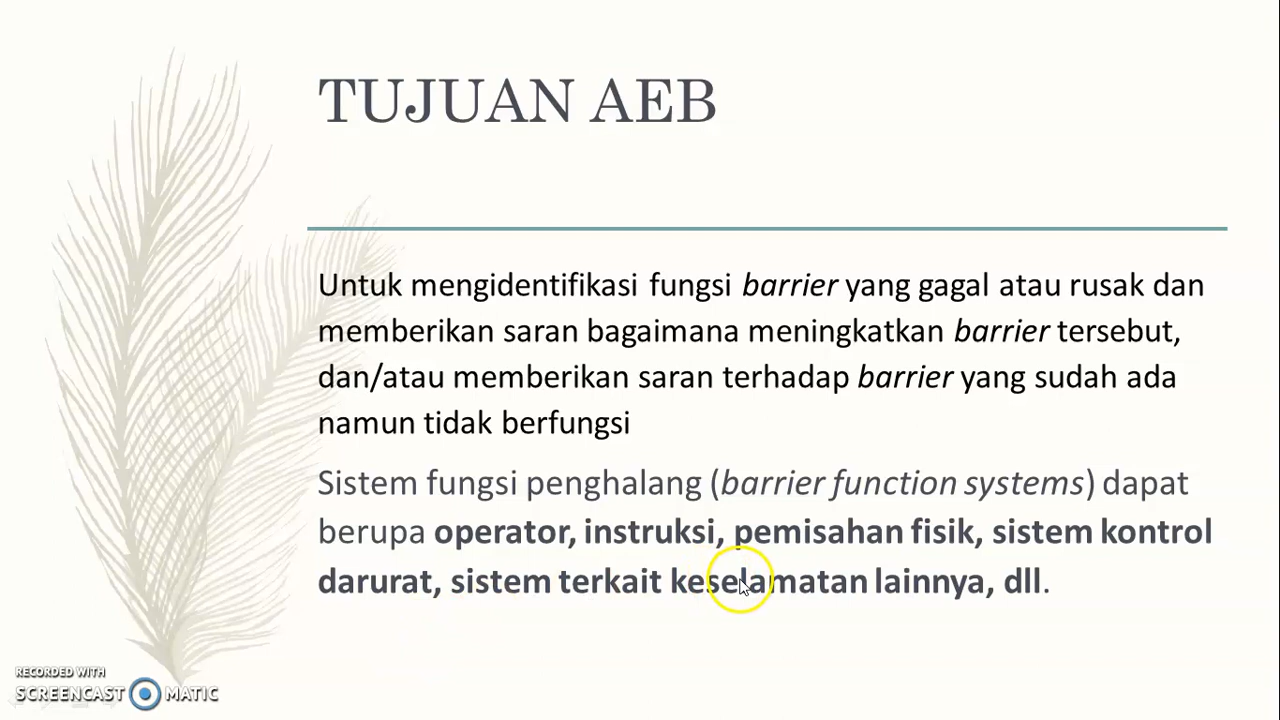 TUJUAN AEB
Untuk mengidentifikasi fungsi barrier yang gagal atau rusak dan
memberikan saran bagaimana meningkatkan barrier tersebut,
dan/atau memberikan saran terhadap barrier yang sudah ada
namun tidak berfungsi
Sistem fungsi penghalang (barrier function systems) dapat
berupa operator, instruksi, pemisahan fisik, sistem kontrol
darurat, sistem terkait keselamatan lainnya, dll.
RECORDED WITH
SCREENCAST MATIC